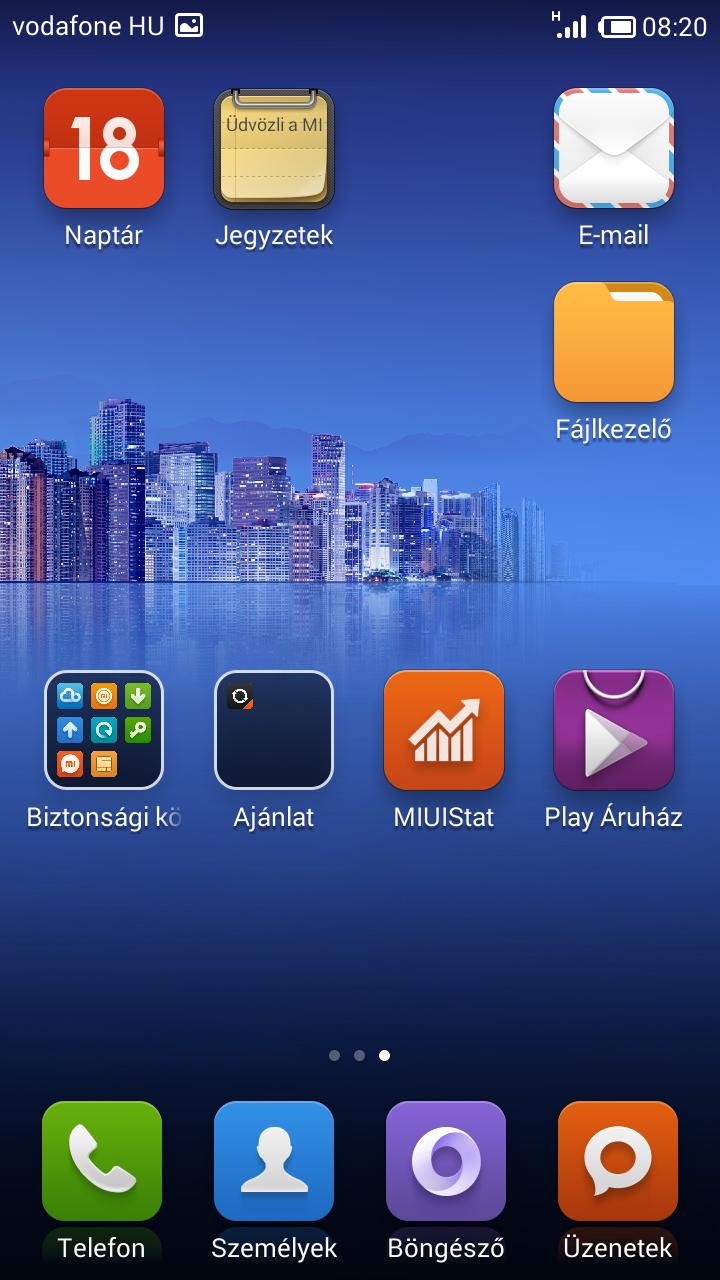 vodafone HU
H
08:20
18
Üdvözli a MI
Naptár
Jegyzetek
E-mail
Fájlkezelő
Biztonsági kö
Ajánlat
MIUIStat
Play Áruház
Telefon
Személyek
Böngésző
Üzenetek